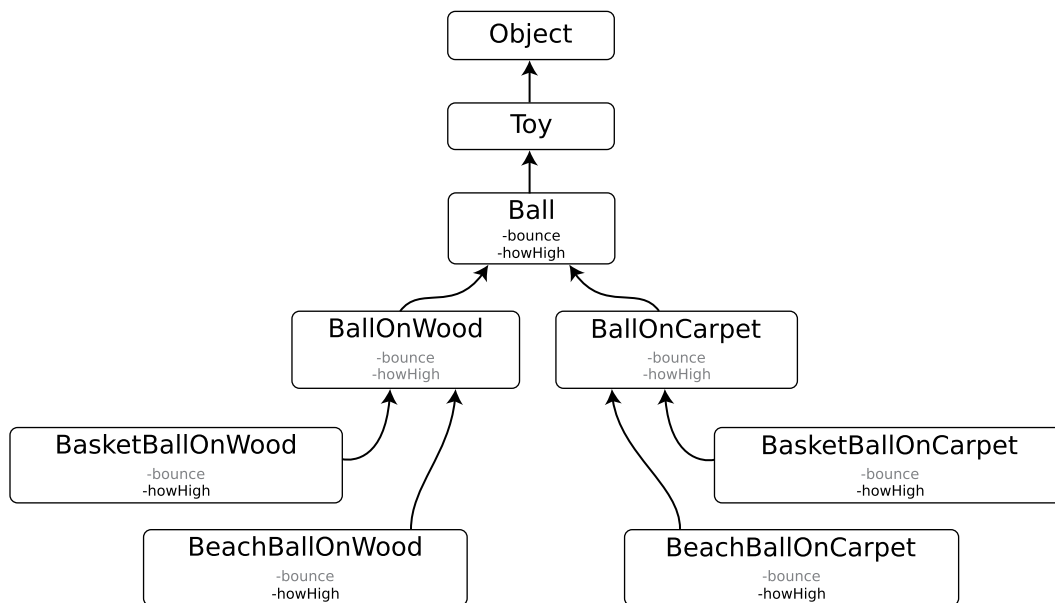 Object
Toy
Ball
-bounce
-howHigh
BallOnWood
-bounce
-howHigh
BallOnCarpet
-bounce
-howHigh
BasketBallOnWood
-bounce
-howHigh
BasketBallOnCarpet
-bounce
-howHigh
BeachBallOnWood
-bounce
-howHigh
BeachBallOnCarpet
-bounce
-howHigh